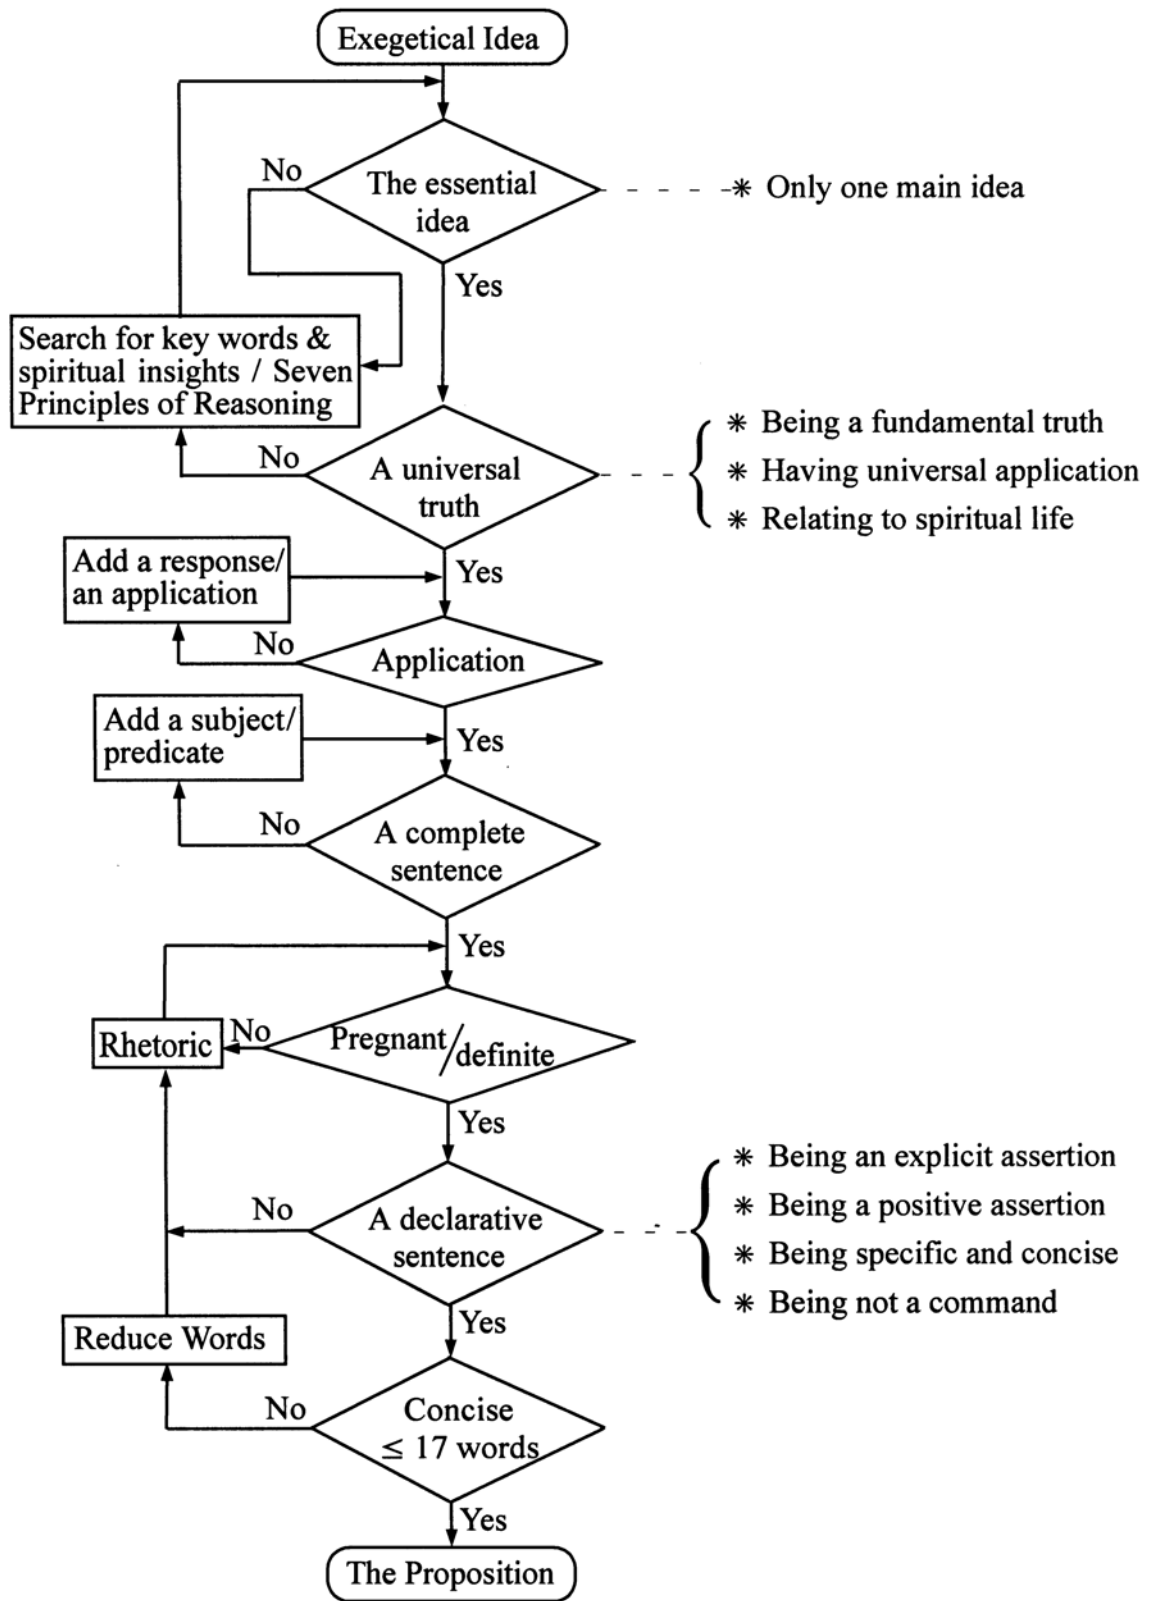 Exegetical Idea
No
The essential
idea
* Only one main idea
Yes
Search for key words &
spiritual insights / Seven
Principles of Reasoning
No
A universal
truth
* Being a fundamental truth
* Having universal application
* Relating to spiritual life
Add a response/
an application
Yes
No
Application
Add a subject/
predicate
Yes
No
A complete
sentence
Yes
Rhetoric
No
Pregnant/definite
Yes
No
A declarative
sentence
* Being an explicit assertion
* Being a positive assertion
* Being specific and concise
* Being not a command
Reduce Words
Yes
No
Concise
≤ 17 words
Yes
The Proposition